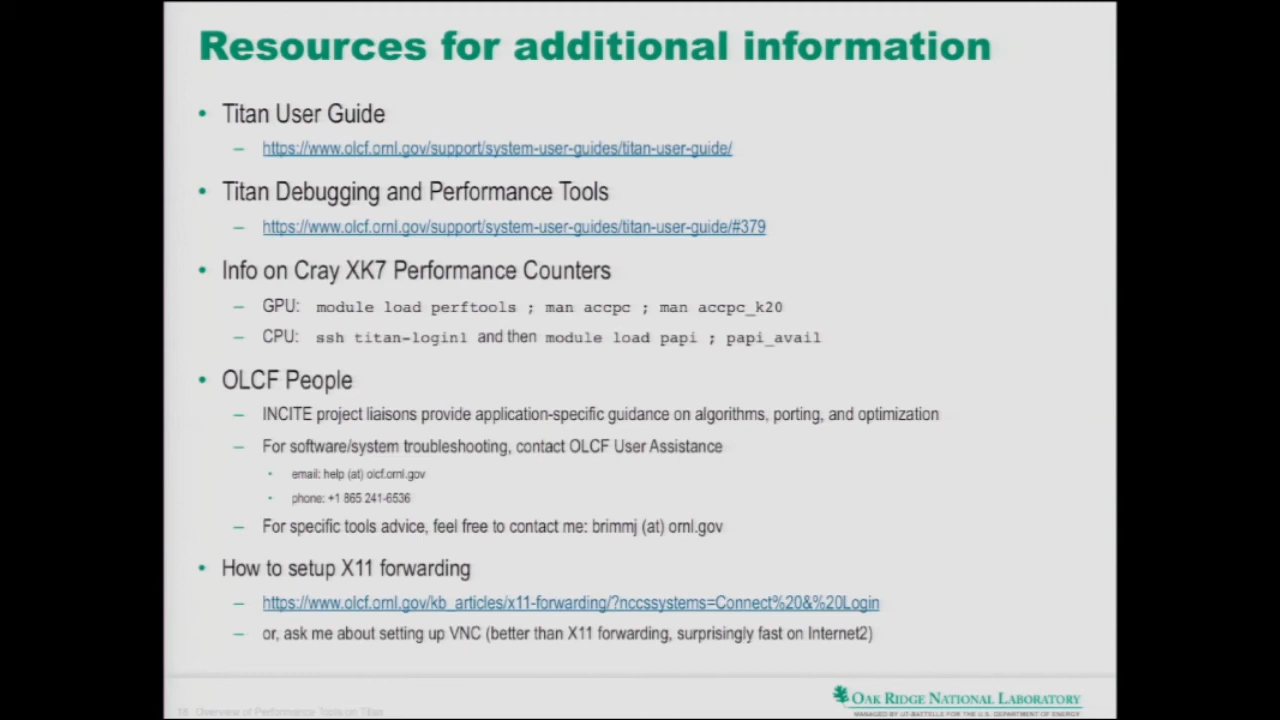 Resources for additional information
• Titan User Guide
– https://www.olcf.ornl.gov/support/system-user-guides/titan-user-guide/
• Titan Debugging and Performance Tools
– https://www.olcf.ornl.gov/support/system-user-guides/titan-user-guide/#379
• Info on Cray XK7 Performance Counters
– GPU: module load perftools ; man accpc ; man accpc_k20
– CPU: ssh titan-login1 and then module load papi ; papi_avail
• OLCF People
– INCITE project liaisons provide application-specific guidance on algorithms, porting, and optimization
– For software/system troubleshooting, contact OLCF User Assistance
• email: help (at) olcf.ornl.gov
• phone: +1 865 241-6536
– For specific tools advice, feel free to contact me: brimmj (at) ornl.gov
• How to setup X11 forwarding
– https://www.olcf.ornl.gov/kb_articles/x11-forwarding/?nccssystems=Connect%20&%20Login
– or, ask me about setting up VNC (better than X11 forwarding, surprisingly fast on Internet2)
18 Overview of Performance Tools on Titan
OAK RIDGE NATIONAL LABORATORY
MANAGED BY UT-BATTELLE FOR THE U.S. DEPARTMENT OF ENERGY